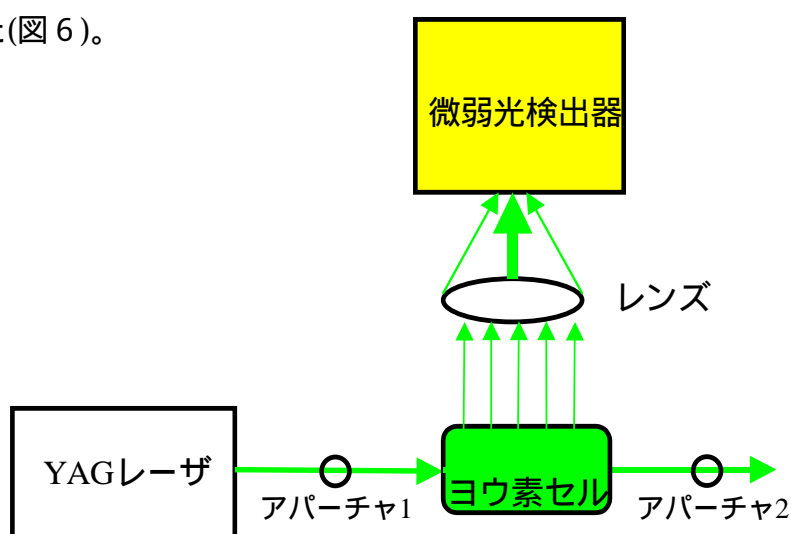 た(図６)。
微弱光検出器
レンズ
YAGレーザ
ヨウ素セル
アパーチャ1
アパーチャ2